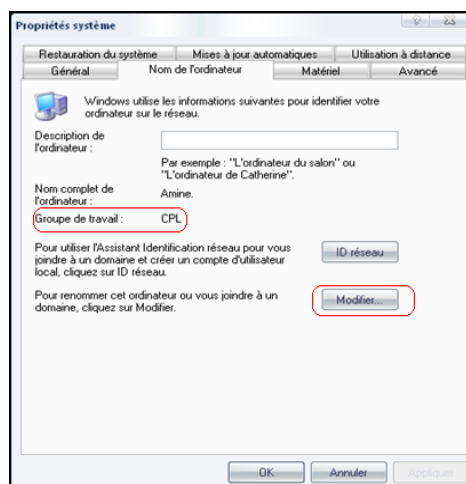 Propriétés système
Restauration du système Mises à jour automatiques Utilisation à distance
Général Nom de l'ordinateur Matériel Avancé
Windows utilise les informations suivantes pour identifier votre
ordinateur sur le réseau.
Description de
l'ordinateur :
Par exemple : "L'ordinateur du salon" ou
"L'ordinateur de Catherine".
Nom complet de
l'ordinateur :
Amine.
Groupe de travail : CPL
Pour utiliser l'Assistant Identification réseau pour vous
joindre à un domaine et créer un compte d'utilisateur
local, cliquez sur ID réseau.
ID réseau
Pour renommer cet ordinateur ou vous joindre à un
domaine, cliquez sur Modifier.
Modifier...
OK Annuler Appliquer